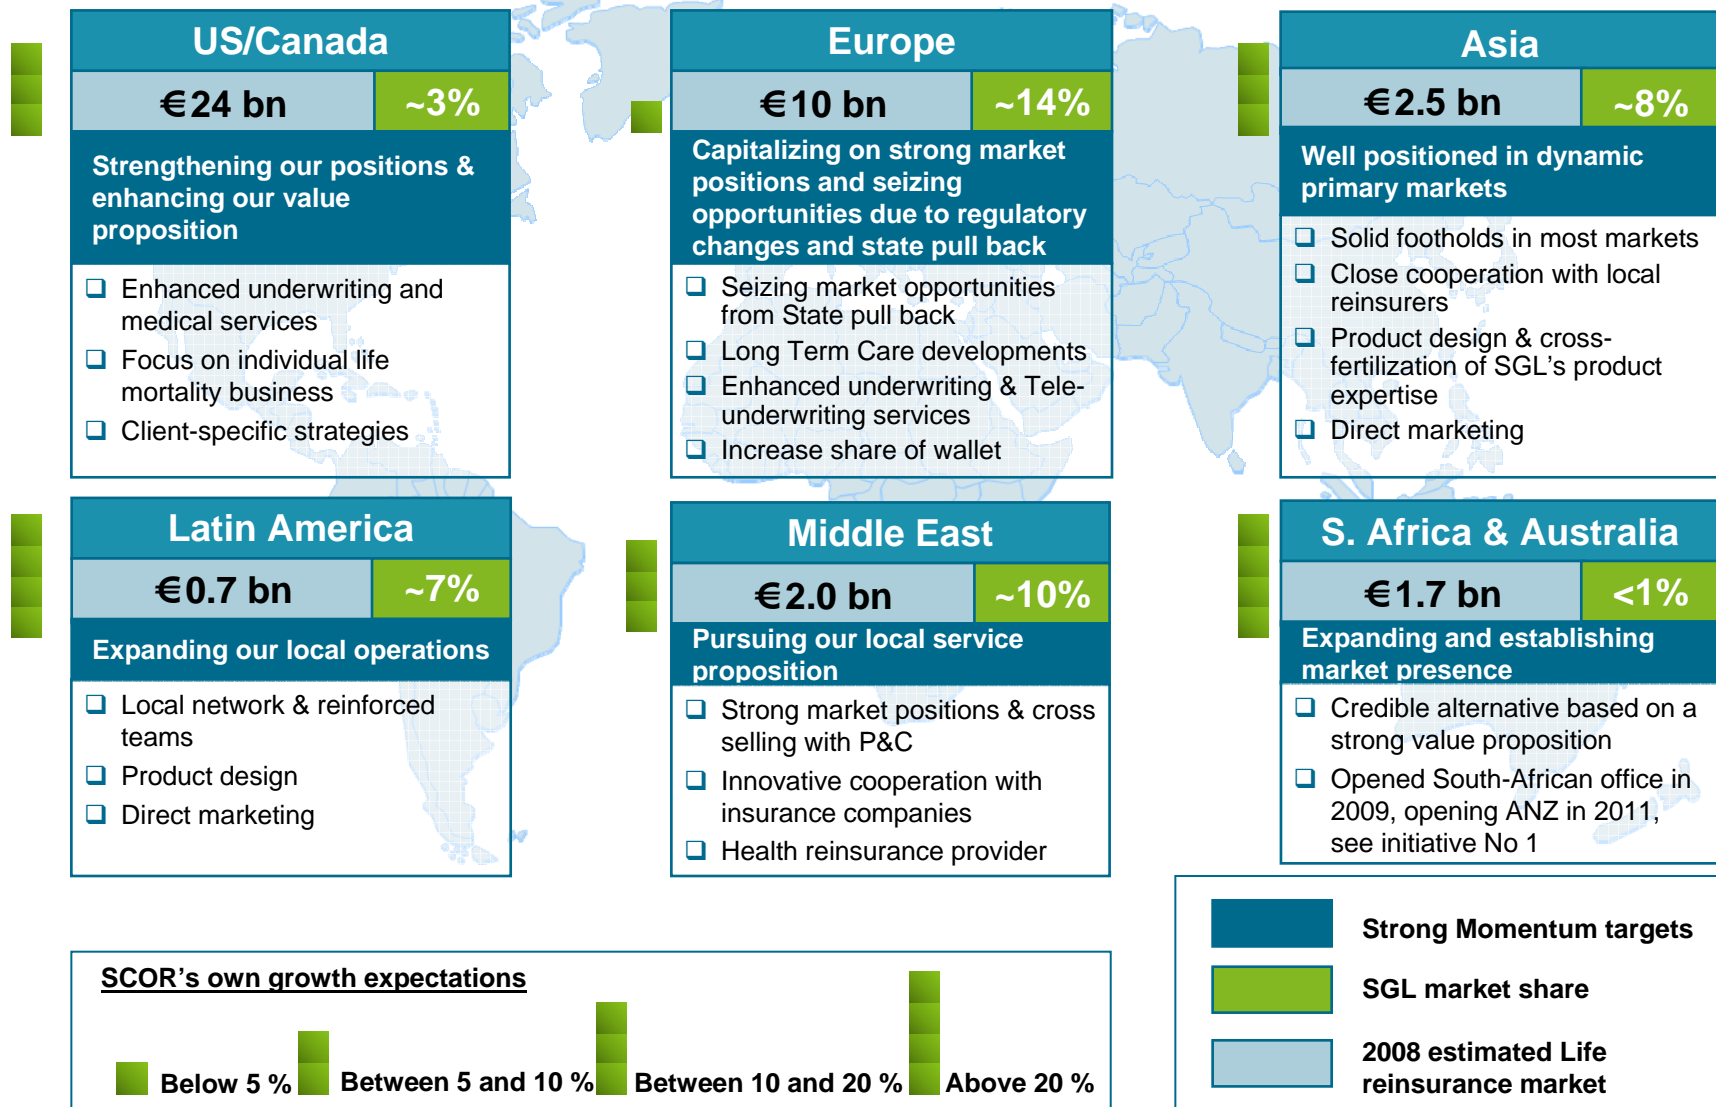 US/Canada
€24 bn
~3%
Strengthening our positions &
enhancing our value
proposition
Enhanced underwriting and
medical services
Focus on individual life
mortality business
Client-specific strategies
Europe
€10 bn
~14%
Capitalizing on strong market
positions and seizing
opportunities due to regulatory
changes and state pull back
Seizing market opportunities
from State pull back
Long Term Care developments
Enhanced underwriting & Tele-
underwriting services
Increase share of wallet
Asia
€2.5 bn
~8%
Well positioned in dynamic
primary markets
Solid footholds in most markets
Close cooperation with local
reinsurers
Product design & cross-
fertilization of SGL's product
expertise
Direct marketing
Latin America
€0.7 bn
~7%
Expanding our local operations
Local network & reinforced
teams
Product design
Direct marketing
Middle East
€2.0 bn
~10%
Pursuing our local service
proposition
Strong market positions & cross
selling with P&C
Innovative cooperation with
insurance companies
Health reinsurance provider
S. Africa & Australia
€1.7 bn
<1%
Expanding and establishing
market presence
Credible alternative based on a
strong value proposition
Opened South-African office in
2009, opening ANZ in 2011,
see initiative No 1
SCOR's own growth expectations
Below 5 %
Between 5 and 10 %
Between 10 and 20 %
Above 20 %
Strong Momentum targets
SGL market share
2008 estimated Life
reinsurance market